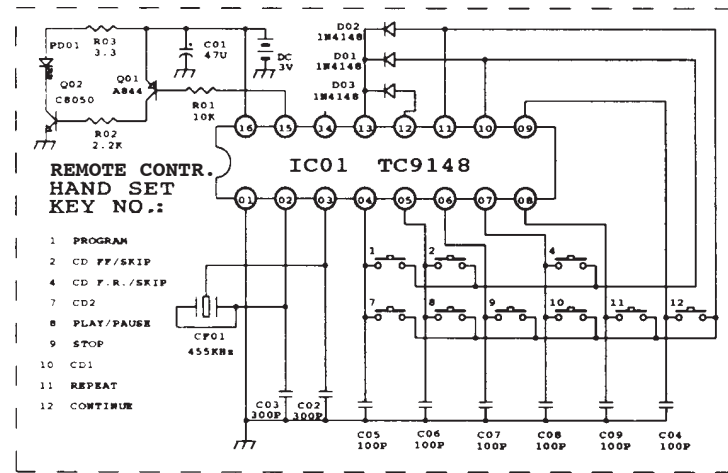 D02
1N4148
D01
1N4148
D03
1N4148
PD01
R03
3.3
C01
47U
DC
3V
Q02
C8050
Q01
A844
R01
10K
R02
2.2K
16 15 14 13 12 11 10 09
IC01 TC9148
01 02 03 04 05 06 07 08
REMOTE CONTR.
HAND SET
KEY NO.:
1 PROGRAM
2 CD FF/SKIP
4 CD F.R./SKIP
7 CD2
8 PLAY/PAUSE
9 STOP
10 CD1
11 REPEAT
12 CONTINUE
1 2 4
7 8 9 10 11 12
CF01
455KHz
C03
300P
C02
300P
C05
100P
C06
100P
C07
100P
C08
100P
C09
100P
C04
100P